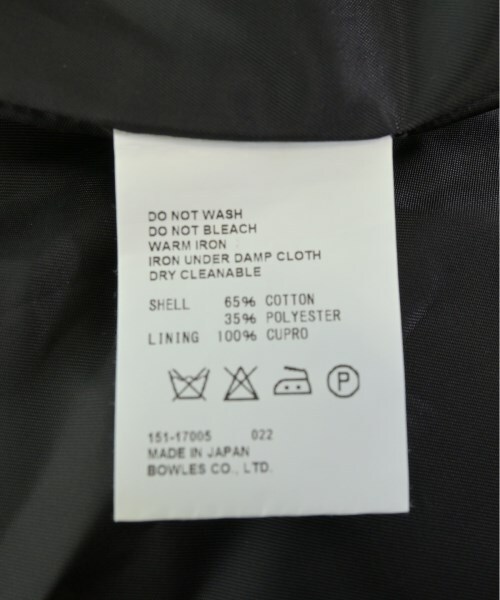 DO NOT WASH
DO NOT BLEACH
WARM IRON
IRON UNDER DAMP CLOTH
DRY CLEANABLE
SHELL 65% COTTON
35% POLYESTER
LINING 100% CUPRO
P
151-17005 022
MADE IN JAPAN
BOWLES CO., LTD.